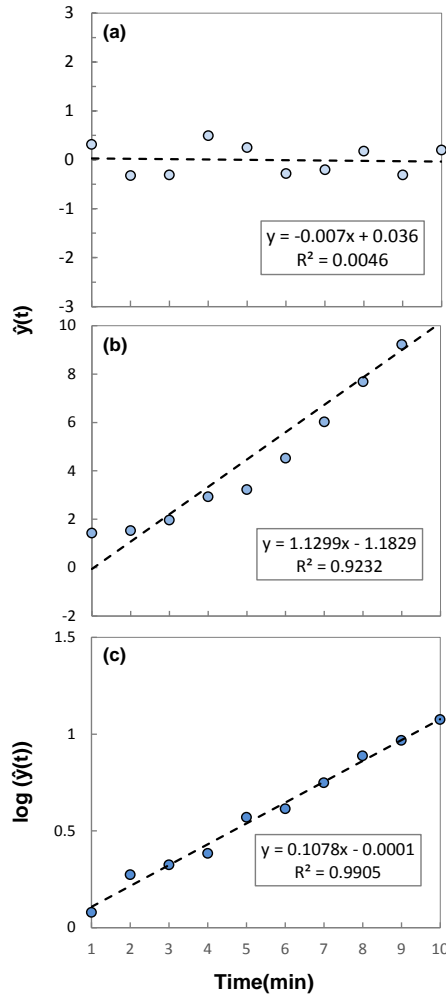 (a)
3
2
1
0
-1
-2
-3
y = -0.007x + 0.036
R² = 0.0046
ŷ(t)
(b)
10
8
6
4
2
0
-2
y = 1.1299x - 1.1829
R² = 0.9232
(c)
1.5
1
0.5
0
log (ŷ(t))
y = 0.1078x - 0.0001
R² = 0.9905
1 2 3 4 5 6 7 8 9 10
Time(min)